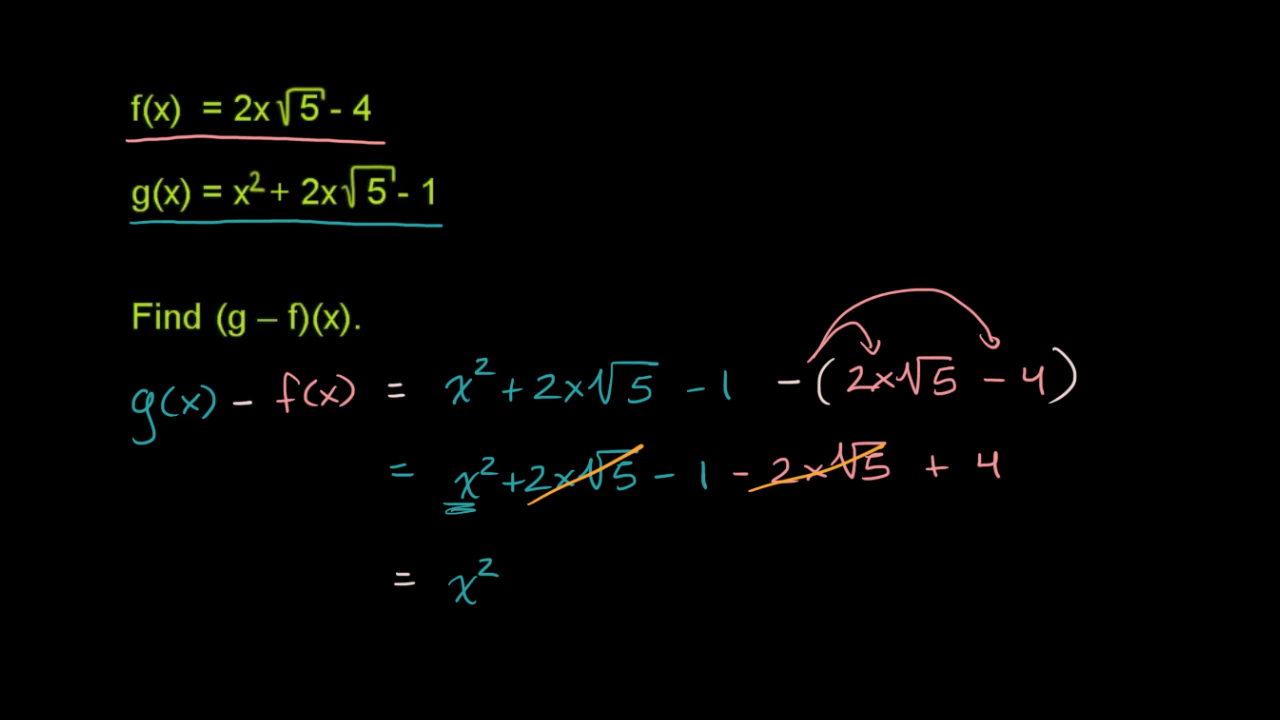 f(x) = 2x√5 - 4
g(x) = x² + 2x√5 - 1
Find (g – f)(x).
g(x) - f(x) = x² + 2x√5 - 1 - (2x√5 - 4)
= x² + 2x√5 - 1 - 2x√5 + 4
= x²